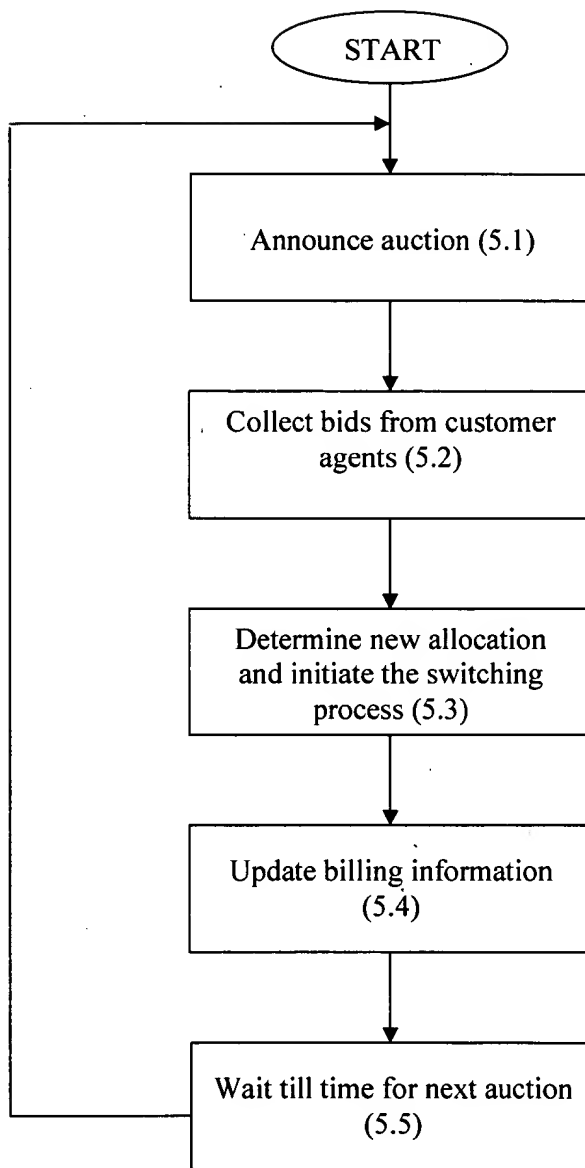 START
Announce auction (5.1)
Collect bids from customer
agents (5.2)
Determine new allocation
and initiate the switching
process (5.3)
Update billing information
(5.4)
Wait till time for next auction
(5.5)